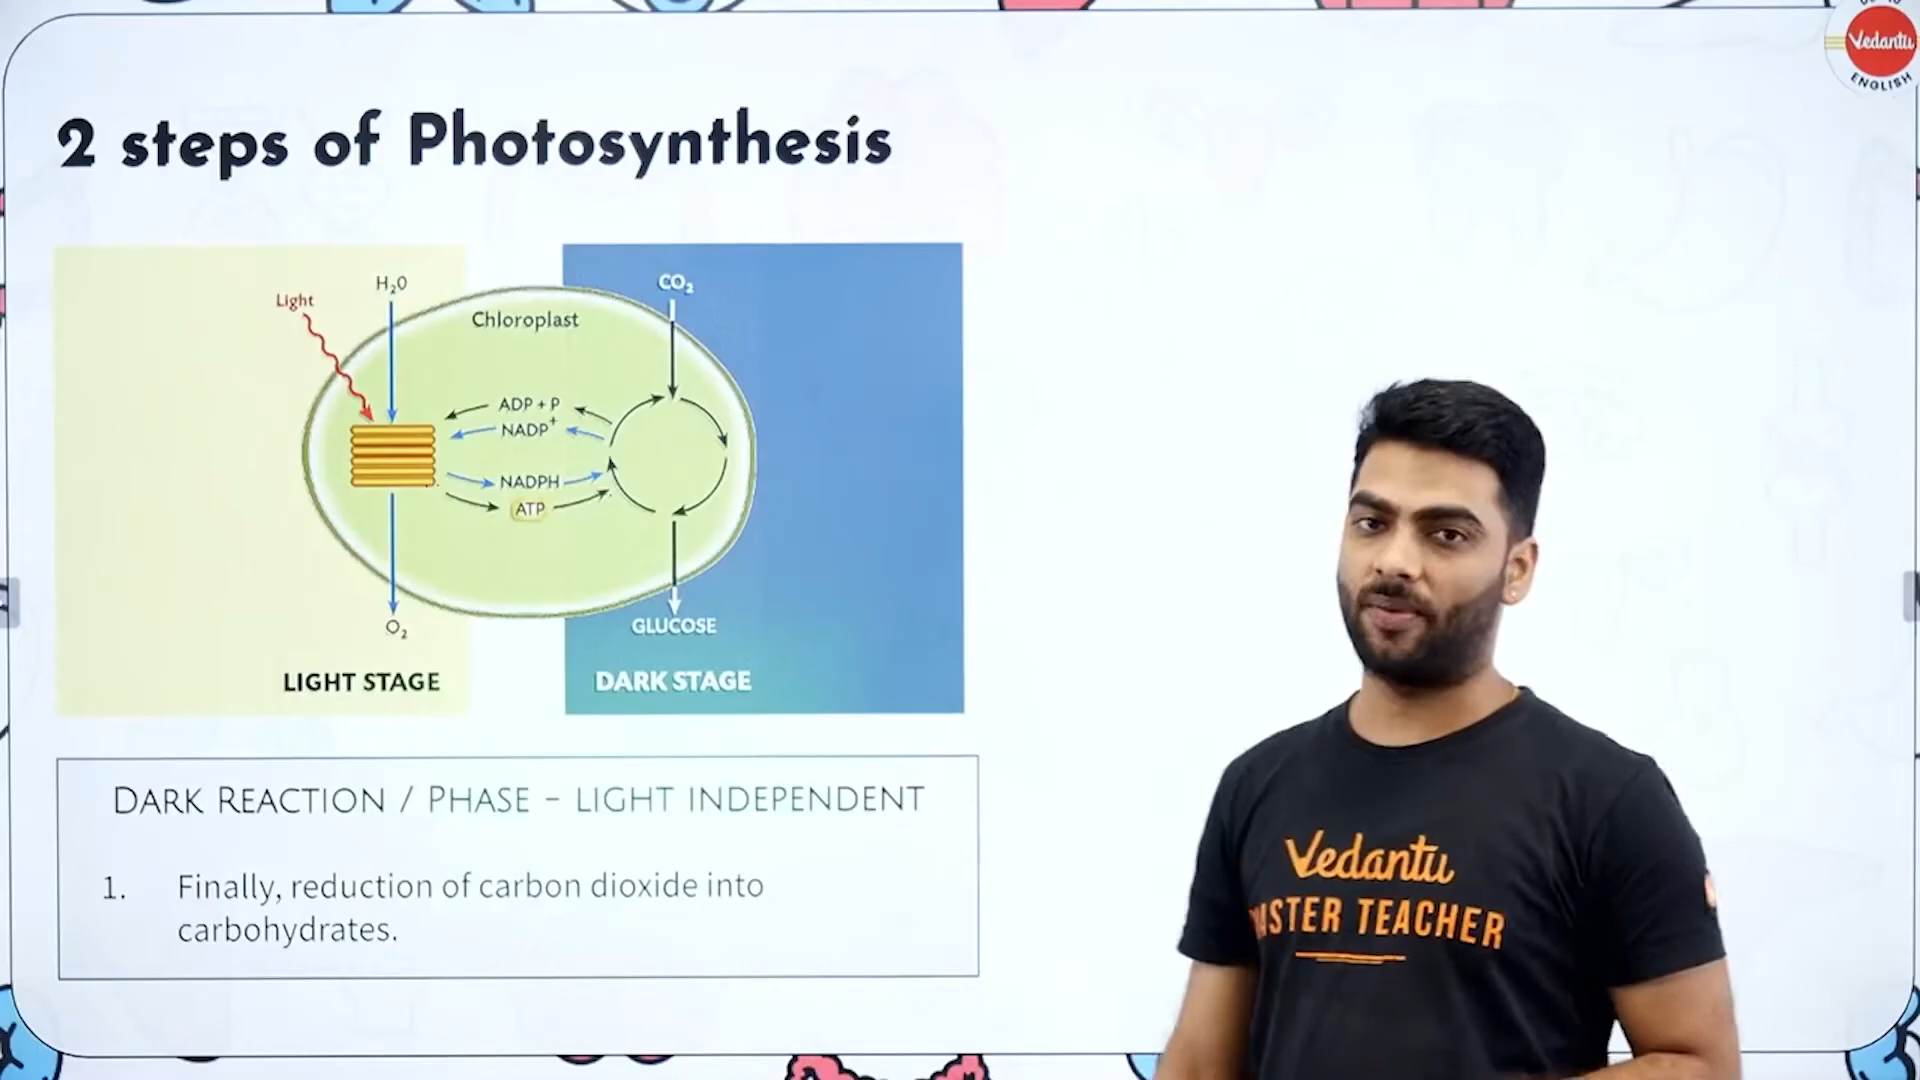 Vedantu
ENGLISH
2 steps of Photosynthesis
Light
H₂O
CO₂
Chloroplast
ADP + P
NADP⁺
NADPH
ATP
O₂
GLUCOSE
LIGHT STAGE
DARK STAGE
DARK REACTION / PHASE – LIGHT INDEPENDENT
1. Finally, reduction of carbon dioxide into
carbohydrates.
Vedantu
MASTER TEACHER